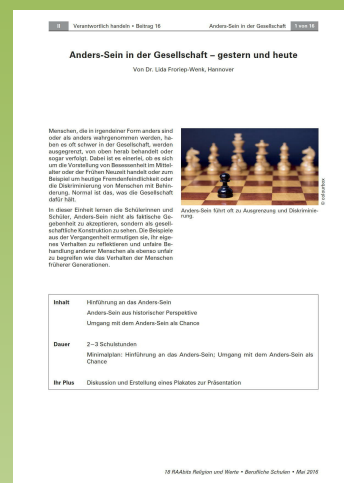 II
Verantwortlich handeln • Beitrag 16
Anders-Sein in der Gesellschaft
1 von 16
Anders-Sein in der Gesellschaft – gestern und heute
Von Dr. Lida Froriep-Wenk, Hannover
Menschen, die in irgendeiner Form anders sind
oder als anders wahrgenommen werden, ha-
ben es oft schwer in der Gesellschaft, werden
ausgegrenzt, von oben herab behandelt oder
sogar verfolgt. Dabei ist es einerlei, ob es sich
um die Vorstellung von Besessenheit im Mittel-
alter oder der Frühen Neuzeit handelt oder zum
Beispiel um heutige Fremdenfeindlichkeit oder
die Diskriminierung von Menschen mit Behin-
derung. Normal ist das, was die Gesellschaft
dafür hält.
In dieser Einheit lernen die Schülerinnen und
Schüler, Anders-Sein nicht als faktische Ge-
gebenheit zu akzeptieren, sondern als gesell-
schaftliche Konstruktion zu sehen. Die Beispiele
aus der Vergangenheit ermutigen sie, ihr eige-
nes Verhalten zu reflektieren und unfaire Be-
handlung anderer Menschen als ebenso unfair
zu begreifen wie das Verhalten der Menschen
früherer Generationen.
© colourbox
Anders-Sein führt oft zu Ausgrenzung und Diskriminie-
rung.
Inhalt
Hinführung an das Anders-Sein
Anders-Sein aus historischer Perspektive
Umgang mit dem Anders-Sein als Chance
Dauer
2–3 Schulstunden
Minimalplan: Hinführung an das Anders-Sein; Umgang mit dem Anders-Sein als
Chance
Ihr Plus
Diskussion und Erstellung eines Plakates zur Präsentation
18 RAAbits Religion und Werte • Berufliche Schulen • Mai 2016